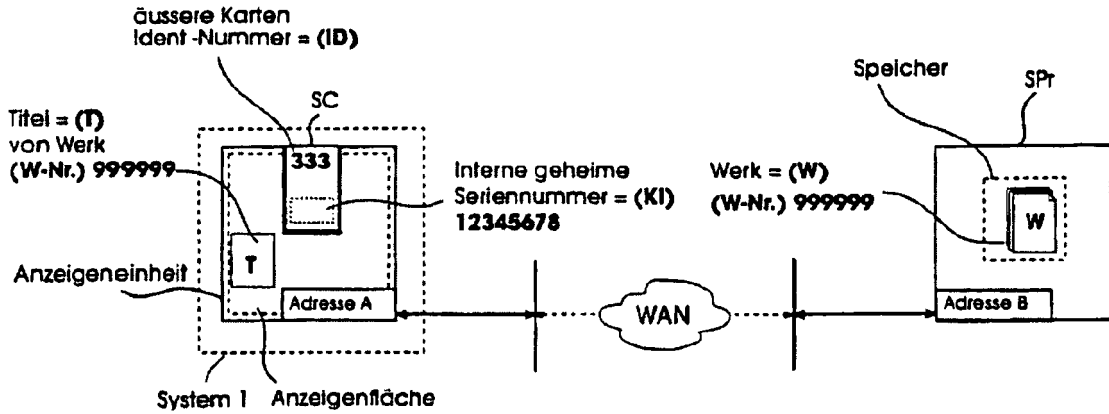 äussere Karten
Ident-Nummer = (ID)
SC
Speicher
SPr
Titel = (T)
von Werk
(W-Nr.) 999999
333
Interne geheime
Seriennummer = (KI)
12345678
Werk = (W)
(W-Nr.) 999999
W
T
Anzeigeneinheit
Adresse A
WAN
Adresse B
System 1
Anzeigenfläche